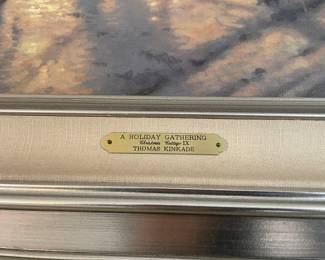 A HOLIDAY GATHERING
Christmas Cottage IX
THOMAS KINKADE